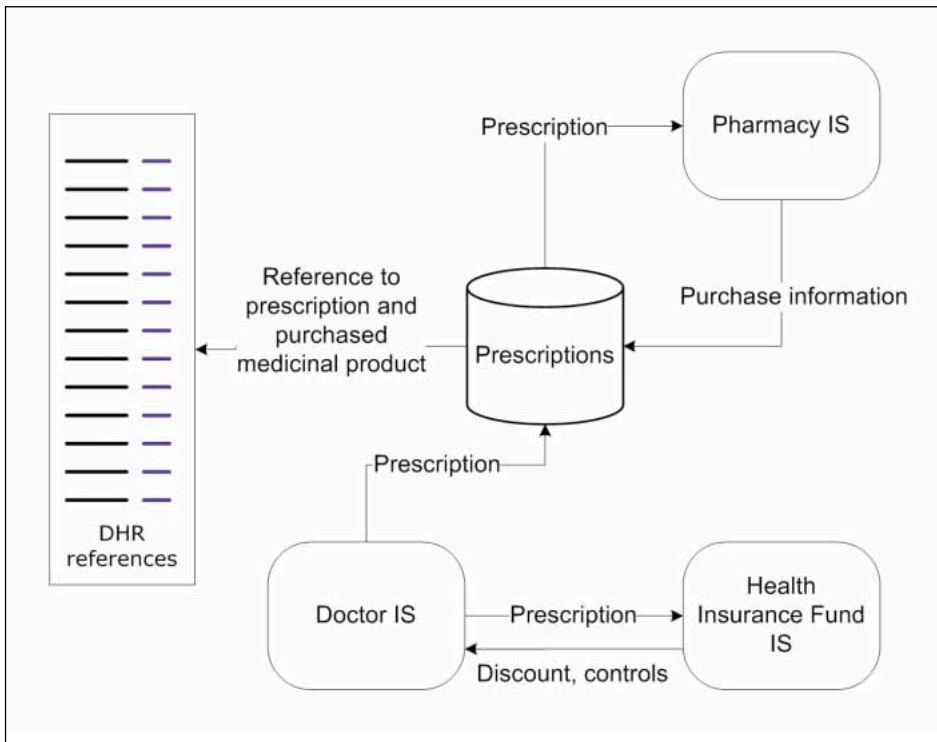 Prescription
Pharmacy IS
Reference to
prescription and
purchased
medicinal product
Purchase information
Prescriptions
Prescription
DHR
references
Doctor IS
Prescription
Health
Insurance Fund
IS
Discount, controls